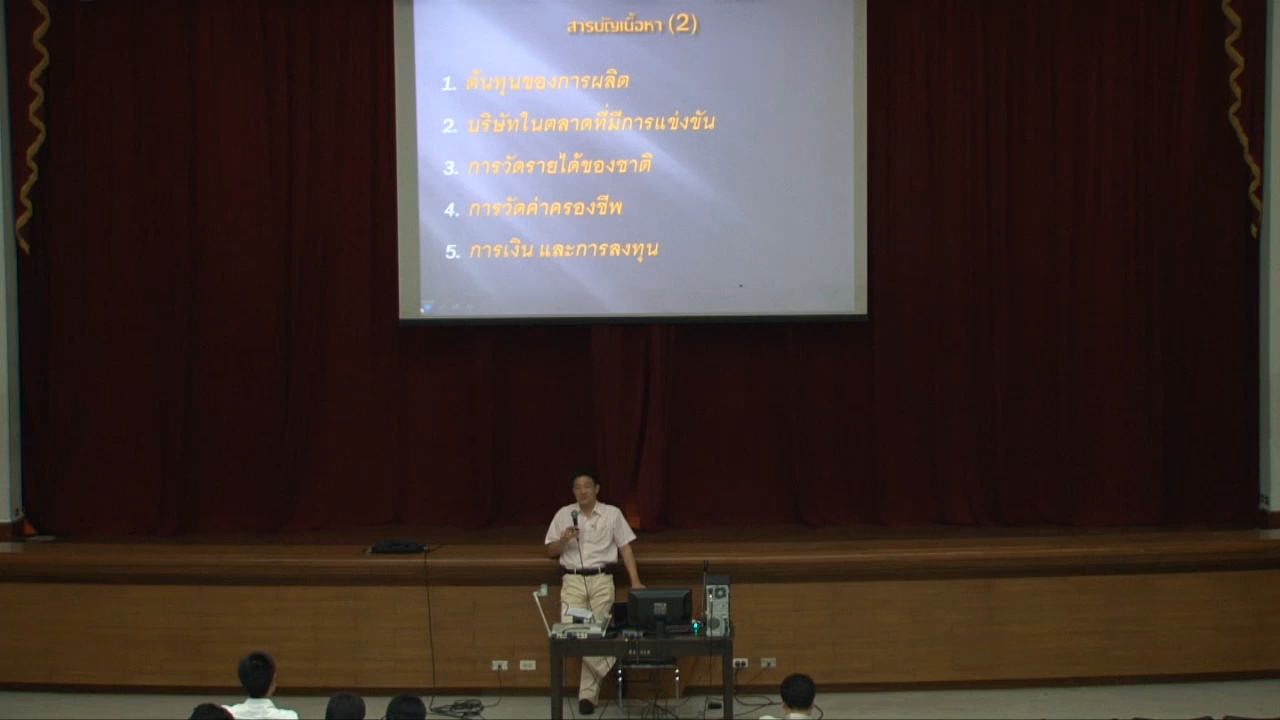 สารบัญเนื้อหา (2)
1. ต้นทุนของการผลิต
2. บริษัทในตลาดที่มีการแข่งขัน
3. การวัดรายได้ของชาติ
4. การวัดค่าครองชีพ
5. การเงิน และการลงทุน